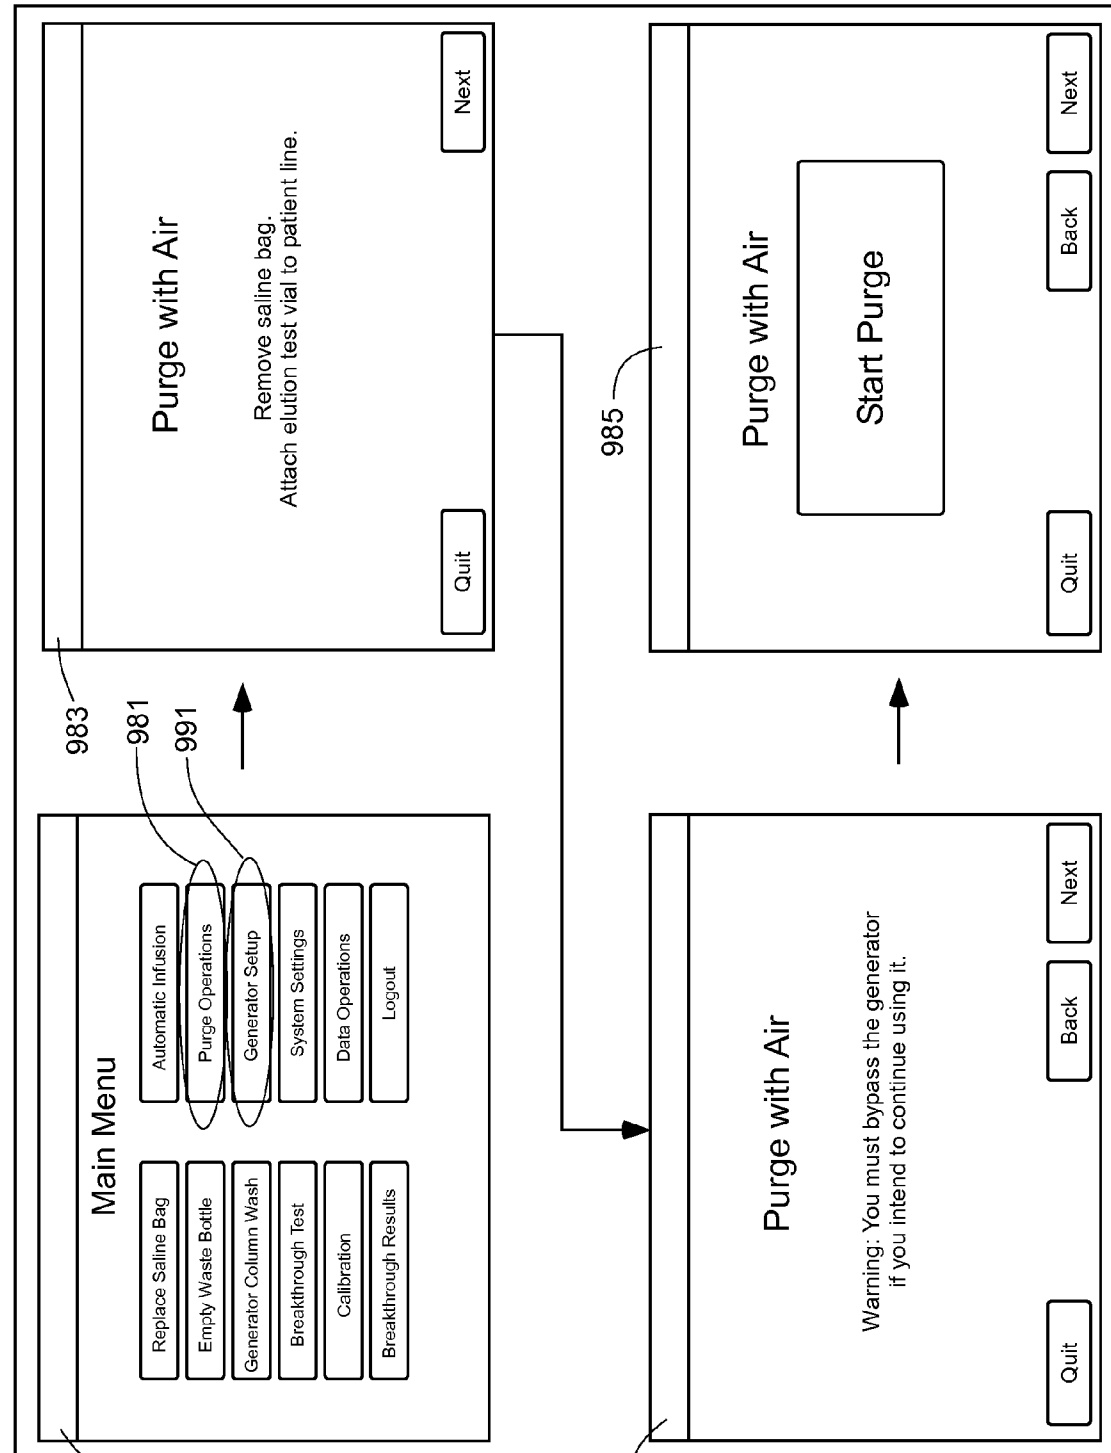 Main Menu
Replace Saline Bag
Empty Waste Bottle
Generator Column Wash
Breakthrough Test
Calibration
Breakthrough Results
Automatic Infusion
Purge Operations
Generator Setup
System Settings
Data Operations
Logout
981
991
983
Purge with Air
Remove saline bag.
Attach elution test vial to patient line.
Quit
Next
Purge with Air
Warning: You must bypass the generator
if you intend to continue using it.
Quit
Back
Next
985
Purge with Air
Start Purge
Quit
Back
Next